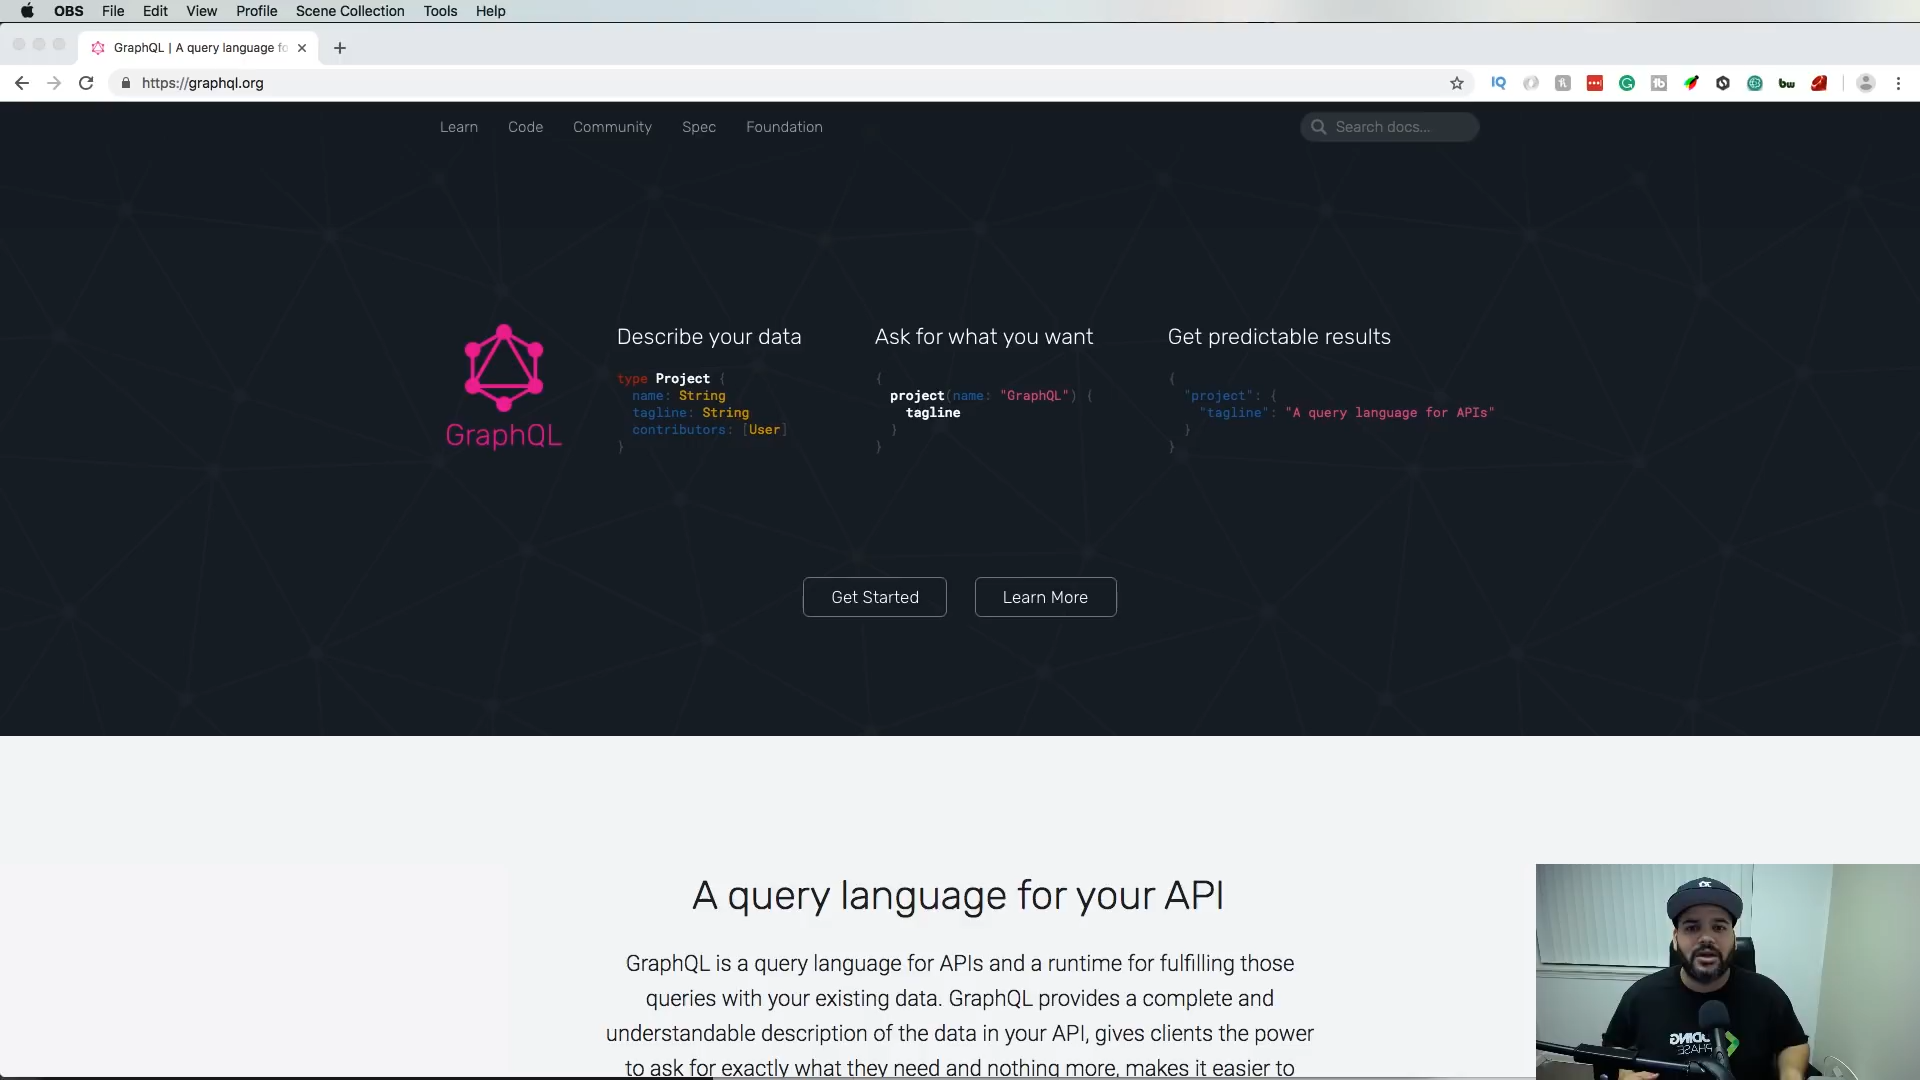 OBS File Edit View Profile Scene Collection Tools Help
GraphQL | A query language fo
https://graphql.org
IQ
bw
Learn Code Community Spec Foundation
Search docs...
GraphQL
Describe your data
type Project {
name: String
tagline: String
contributors: [User]
}
Ask for what you want
{
project(name: "GraphQL") {
tagline
}
}
Get predictable results
{
"project": {
"tagline": "A query language for APIs"
}
}
Get Started
Learn More
A query language for your API
GraphQL is a query language for APIs and a runtime for fulfilling those
queries with your existing data. GraphQL provides a complete and
understandable description of the data in your API, gives clients the power
to ask for exactly what they need and nothing more, makes it easier to